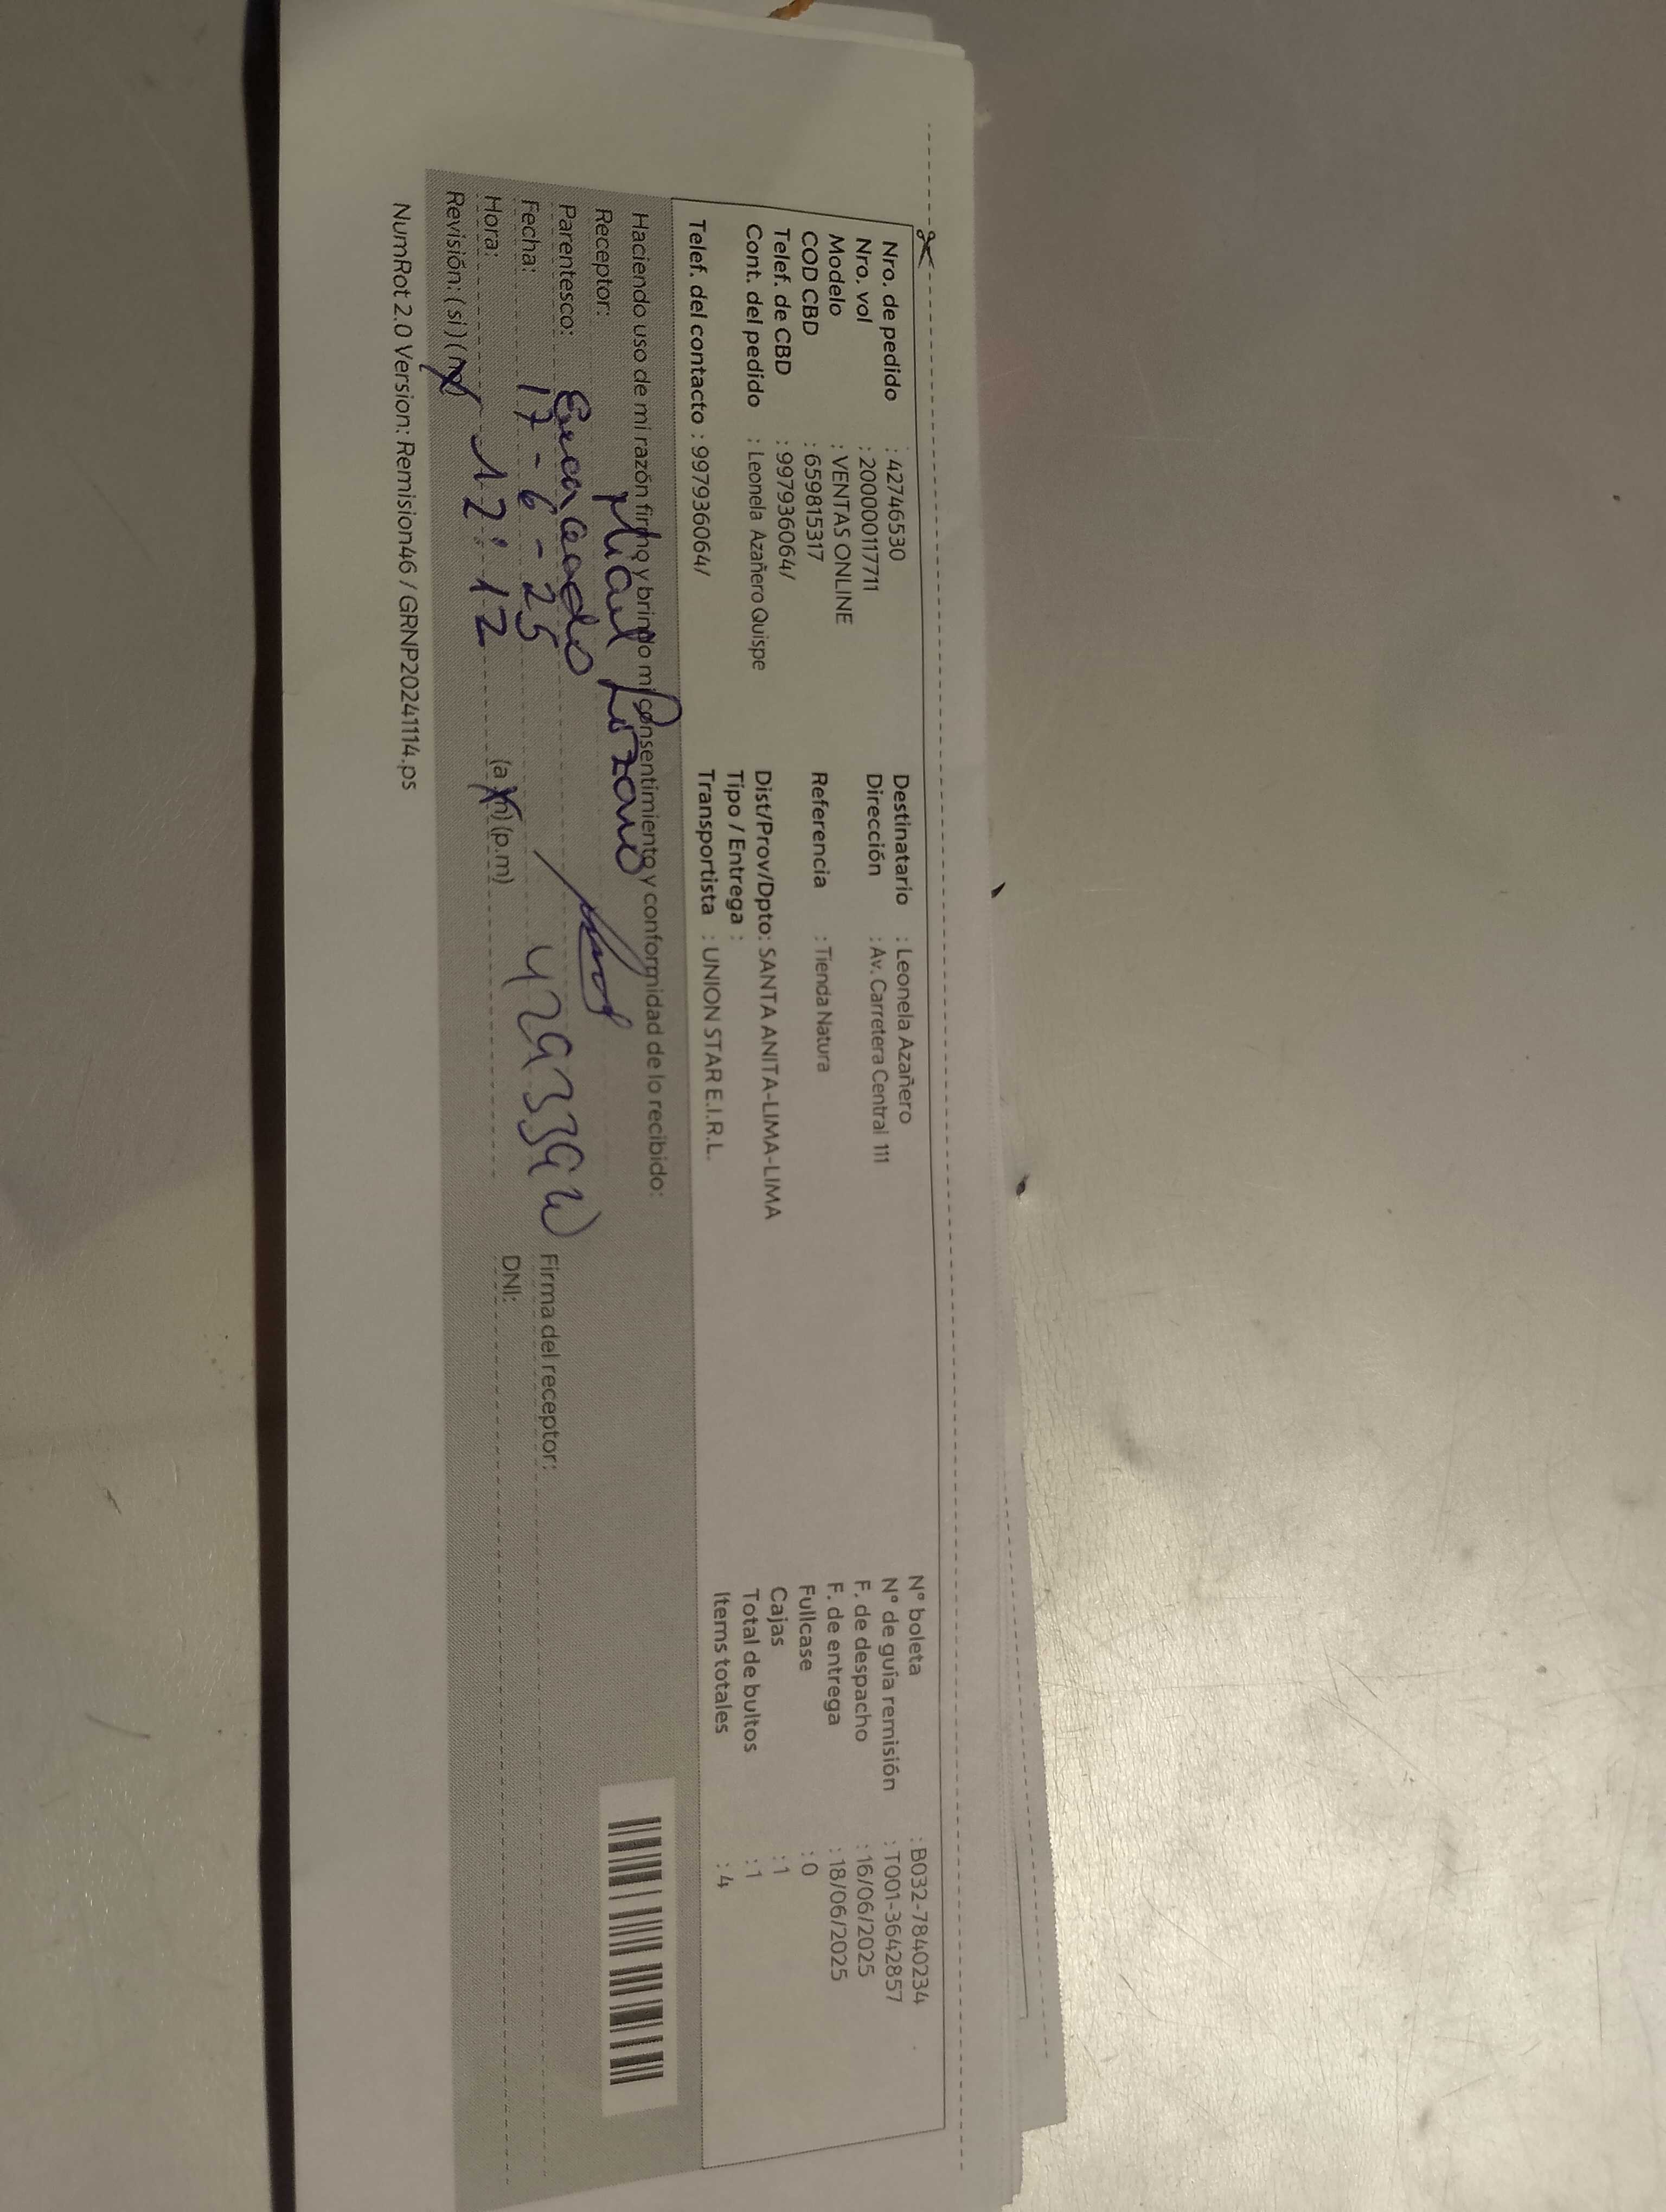 Nro. de pedido : 42746530
Nro. vol : 200000117711
Modelo : VENTAS ONLINE
COD CBD : 659815317
Telef. de CBD : 997936064/
Cont. del pedido : Leonela Azañero Quispe
Telef. del contacto : 997936064/
Destinatario : Leonela Azañero
Dirección : Av. Carretera Central 111
Referencia : Tienda Natura
Dist/Prov/Dpto: SANTA ANITA-LIMA-LIMA
Tipo / Entrega :
Transportista : UNION STAR E.I.R.L.
N° boleta : B032-7840234
N° de guía remisión : T001-3642857
F. de despacho : 16/06/2025
F. de entrega : 18/06/2025
Fullcase : 0
Cajas : 1
Total de bultos : 1
Items totales : 4
Haciendo uso de mi razón firmo y brindo mi consentimiento y conformidad de lo recibido:
Receptor: Lozano
Parentesco: Encargado
Fecha: 17-6-25
Hora: 12:12 (a m) (p.m)
Revisión: ( si ) ( no )
Firma del receptor:
DNI:
NumRot 2.0 Version: Remision46 / GRNP20241114.ps